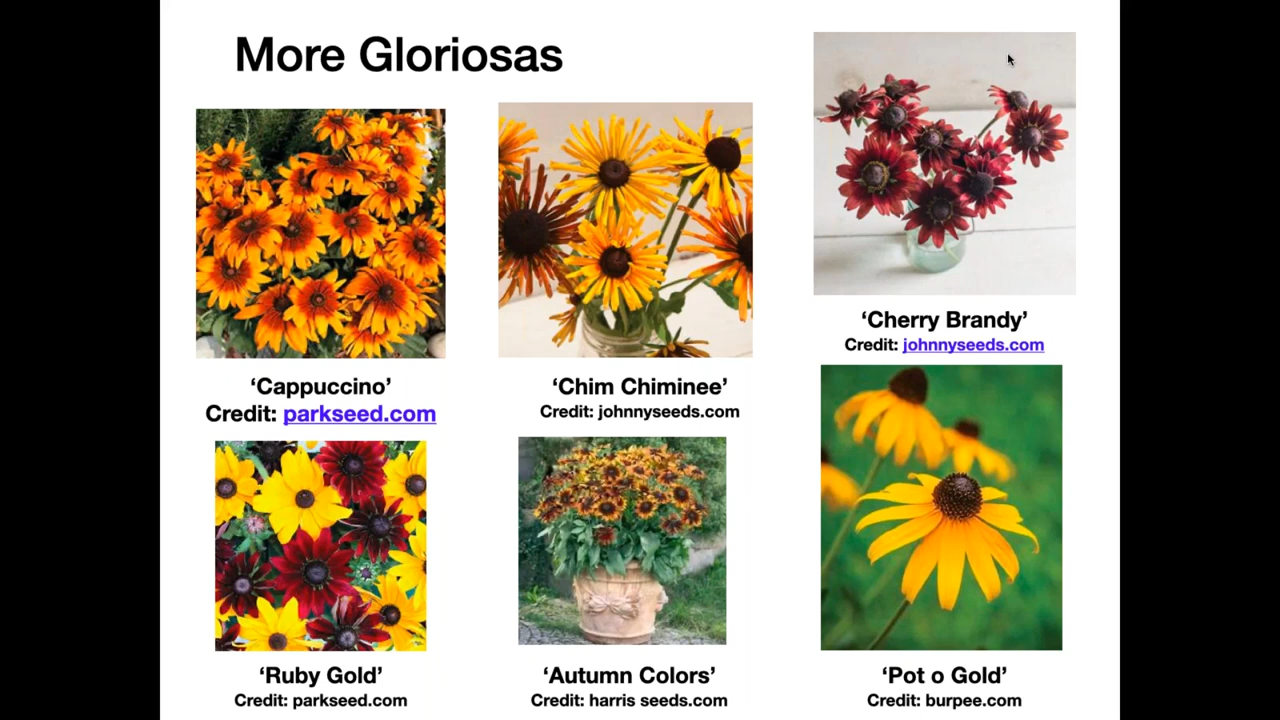 More Gloriosas
‘Cappuccino’
Credit: parkseed.com
‘Chim Chiminee’
Credit: johnnyseeds.com
‘Cherry Brandy’
Credit: johnnyseeds.com
‘Ruby Gold’
Credit: parkseed.com
‘Autumn Colors’
Credit: harris seeds.com
‘Pot o Gold’
Credit: burpee.com